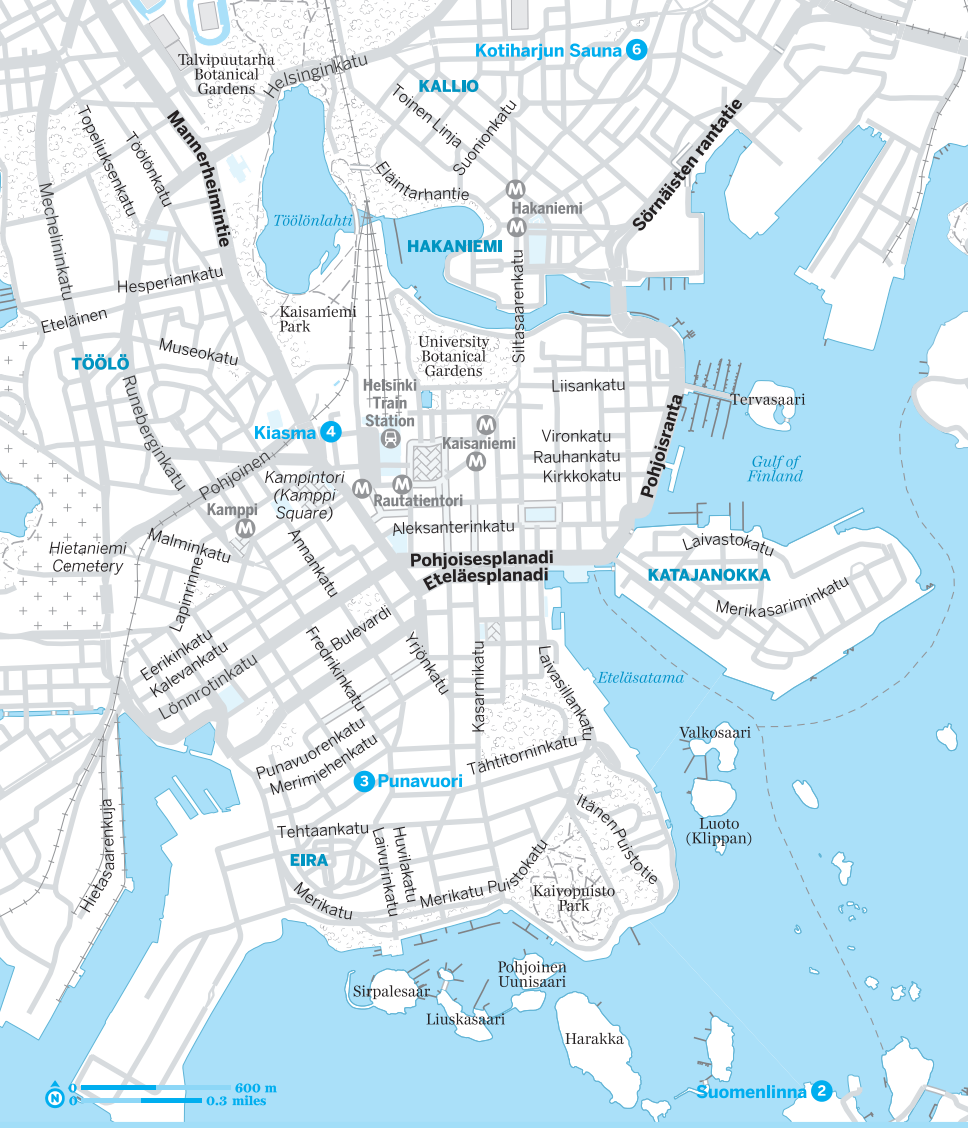 Kotiharjun Sauna 6
Talvipuutarha
Botanical
Gardens
Helsinginkatu
KALLIO
Toinen Linja
Suonionkatu
Mannerheimintie
Topeliuksenkatu
Töölönkatu
Sörnäisten rantatie
Eläintarhantie
Mechelininkatu
M
Hakaniemi
M
Töölönlahti
HAKANIEMI
Hesperiankatu
Siltasaarenkatu
Eteläinen
Kaisaniemi
Park
University
Botanical
Gardens
Museokatu
TÖÖLÖ
Runeberginkatu
Helsinki
Train
Station
Liisankatu
Pohjoisranta
Tervasaari
Kiasma 4
M
Kaisaniemi
M
Vironkatu
Rauhankatu
Kirkkokatu
Gulf of
Finland
Pohjoinen
Kampintori
(Kamppi
Square)
M
M
Rautatientori
Kamppi
M
Aleksanterinkatu
Hietaniemi
Cemetery
Malminkatu
Annankatu
Laivastokatu
Pohjoisesplanadi
Eteläesplanadi
KATAJANOKKA
Merikasariminkatu
Lapinrinne
Bulevardi
Eerikinkatu
Kalevankatu
Lönnrotinkatu
Fredrikinkatu
Yrjönkatu
Kasarmikatu
Laivasillankatu
Eteläsatama
Punavuorenkatu
Merimiehenkatu
Tähtitorninkatu
Valkosaari
3 Punavuori
Itänen Puistotie
Luoto
(Klippan)
Hietasaarenkuja
Tehtaankatu
Laivurinkatu
Huvilakatu
EIRA
Merikatu
Merikatu Puistokatu
Kaivopuisto
Park
Sirpalesaar
Pohjoinen
Uunisaari
Liuskasaari
Harakka
N
0 600 m
0 0.3 miles
Suomenlinna 2